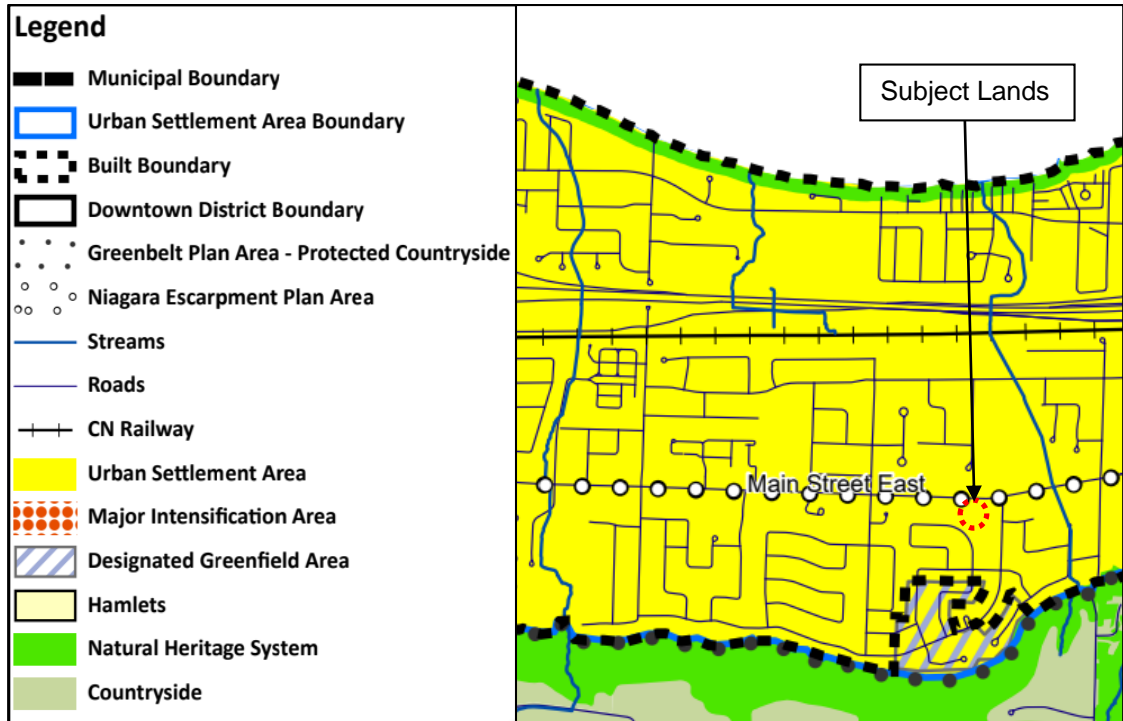 Legend
Municipal Boundary
Urban Settlement Area Boundary
Built Boundary
Downtown District Boundary
Greenbelt Plan Area - Protected Countryside
Niagara Escarpment Plan Area
Streams
Roads
CN Railway
Urban Settlement Area
Major Intensification Area
Designated Greenfield Area
Hamlets
Natural Heritage System
Countryside
Subject Lands
Main Street East